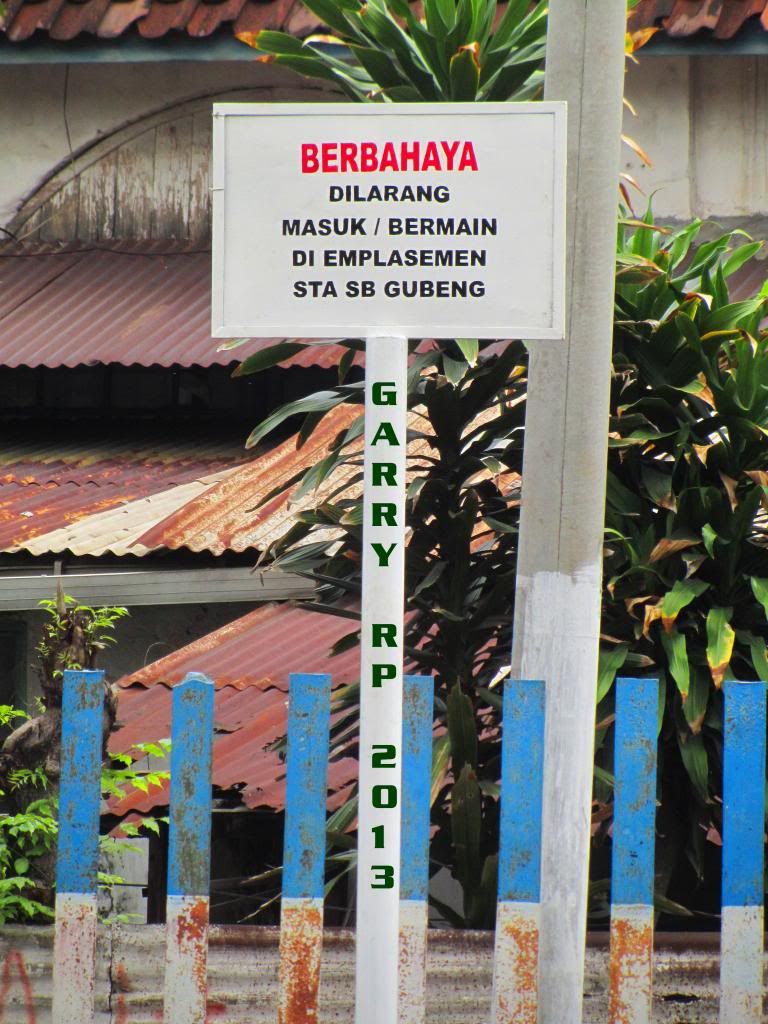 BERBAHAYA
DILARANG
MASUK / BERMAIN
DI EMPLASEMEN
STA SB GUBENG
GARRY RP 2013